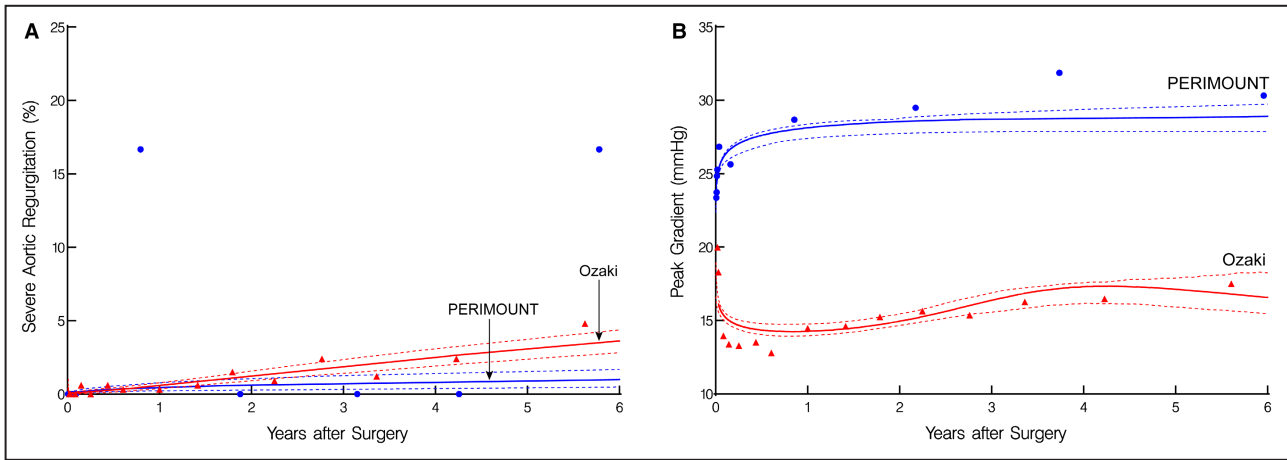 A
Severe Aortic Regurgitation (%)
25
20
15
10
5
0
Ozaki
PERIMOUNT
0 1 2 3 4 5 6
Years after Surgery
B
Peak Gradient (mmHg)
35
30
25
20
15
10
PERIMOUNT
Ozaki
0 1 2 3 4 5 6
Years after Surgery